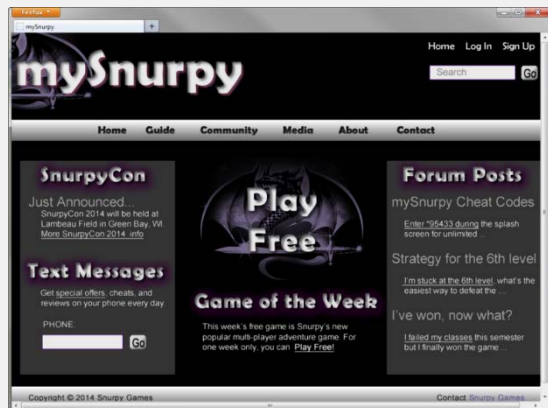 Firefox
mySnurpy
+
Home Log In Sign Up
mySnurpy
Search Go
Home Guide Community Media About Contact
SnurpyCon
Just Announced...
SnurpyCon 2014 will be held at
Lambeau Field in Green Bay, WI.
More SnurpyCon 2014 info
Text Messages
Get special offers, cheats, and
reviews on your phone every day.
PHONE:
Go
Play
Free
Game of the Week
This week's free game is Snurpy's new
popular multi-player adventure game. For
one week only, you can Play Free!
Forum Posts
mySnurpy Cheat Codes
Enter *95433 during the splash
screen for unlimited ...
Strategy for the 6th level
I'm stuck at the 6th level, what's the
easiest way to defeat the ...
I've won, now what?
I failed my classes this semester
but I finally won the game ...
Copyright © 2014 Snurpy Games
Contact Snurpy Games